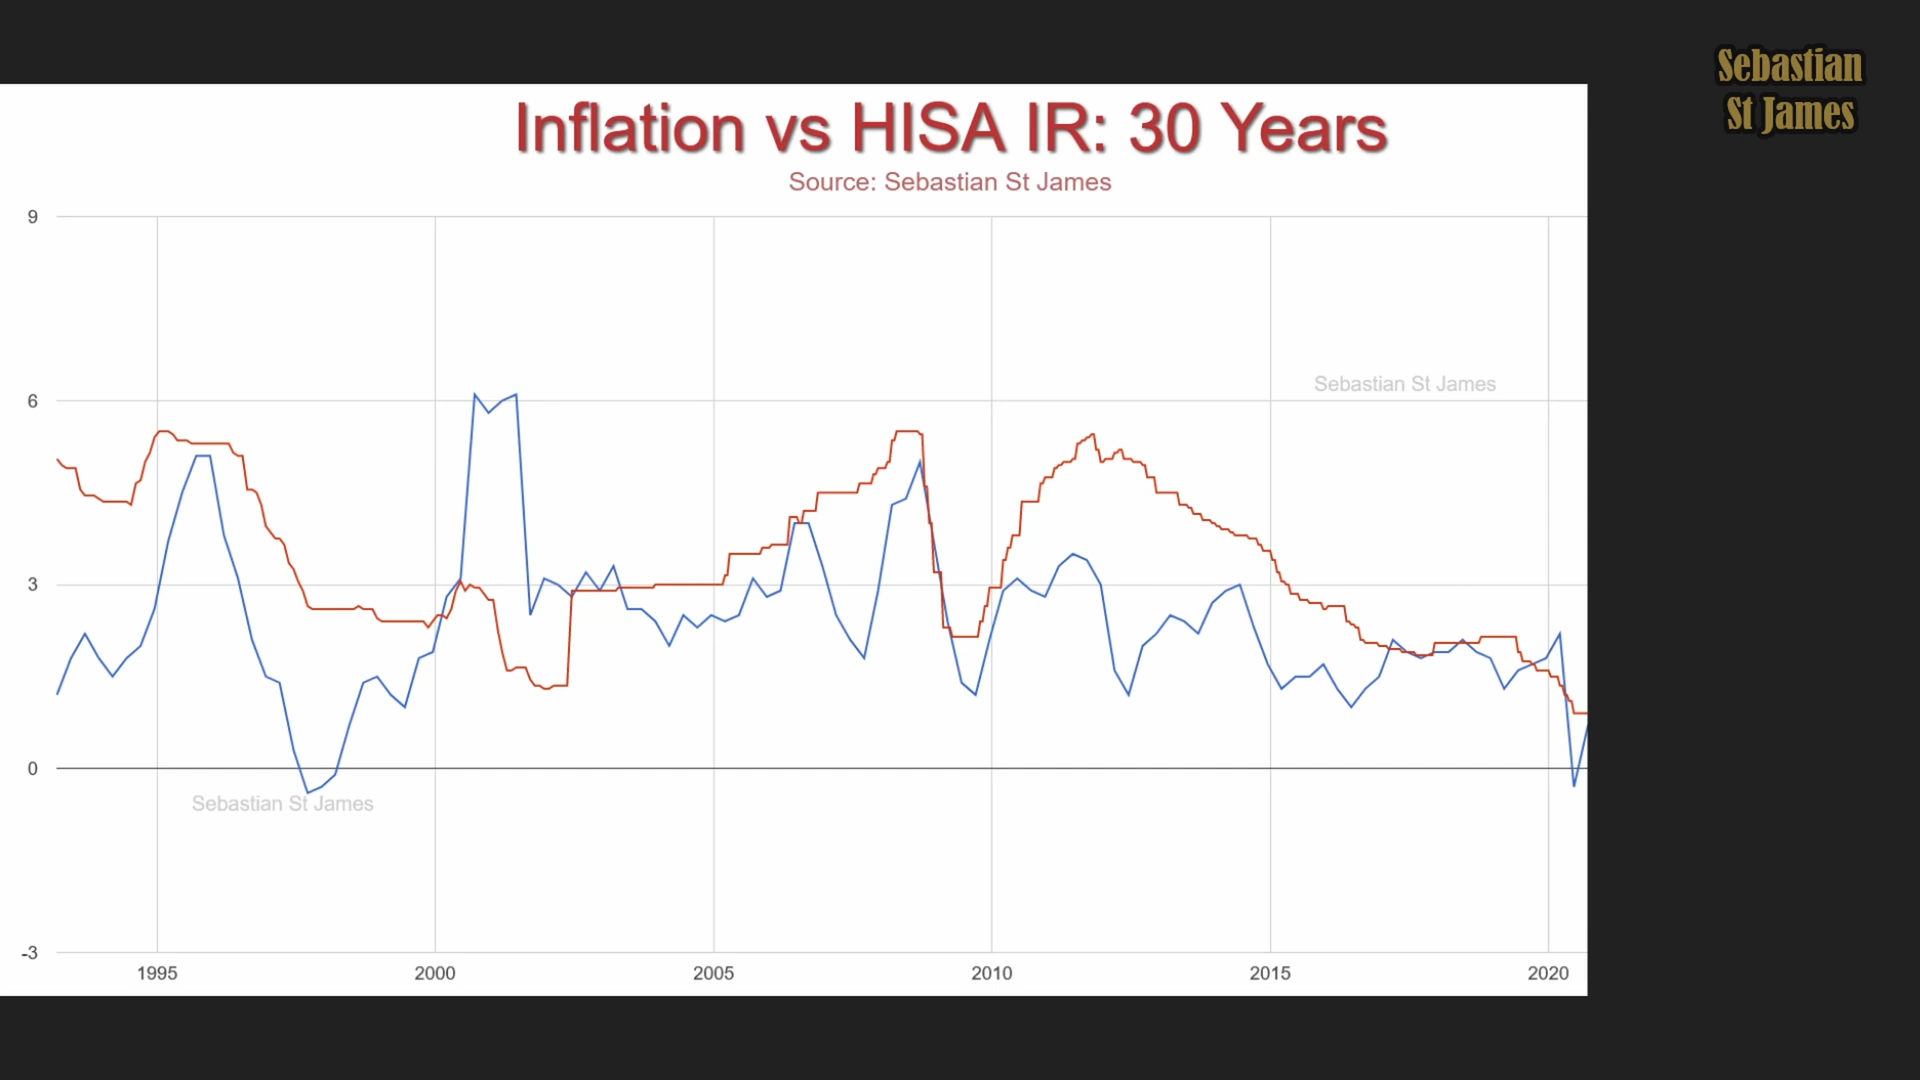 Sebastian
St James
Inflation vs HISA IR: 30 Years
Source: Sebastian St James
9
Sebastian St James
6
3
0
Sebastian St James
-3
1995 2000 2005 2010 2015 2020